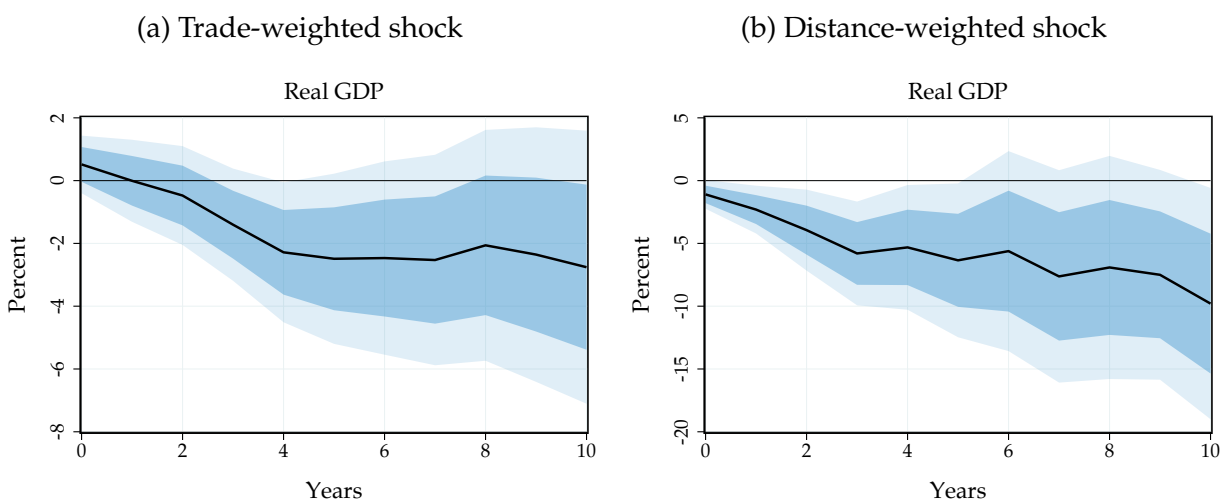 (a) Trade-weighted shock
Real GDP
Percent
2
0
-2
-4
-6
-8
0 2 4 6 8 10
Years
(b) Distance-weighted shock
Real GDP
Percent
5
0
-5
-10
-15
-20
0 2 4 6 8 10
Years